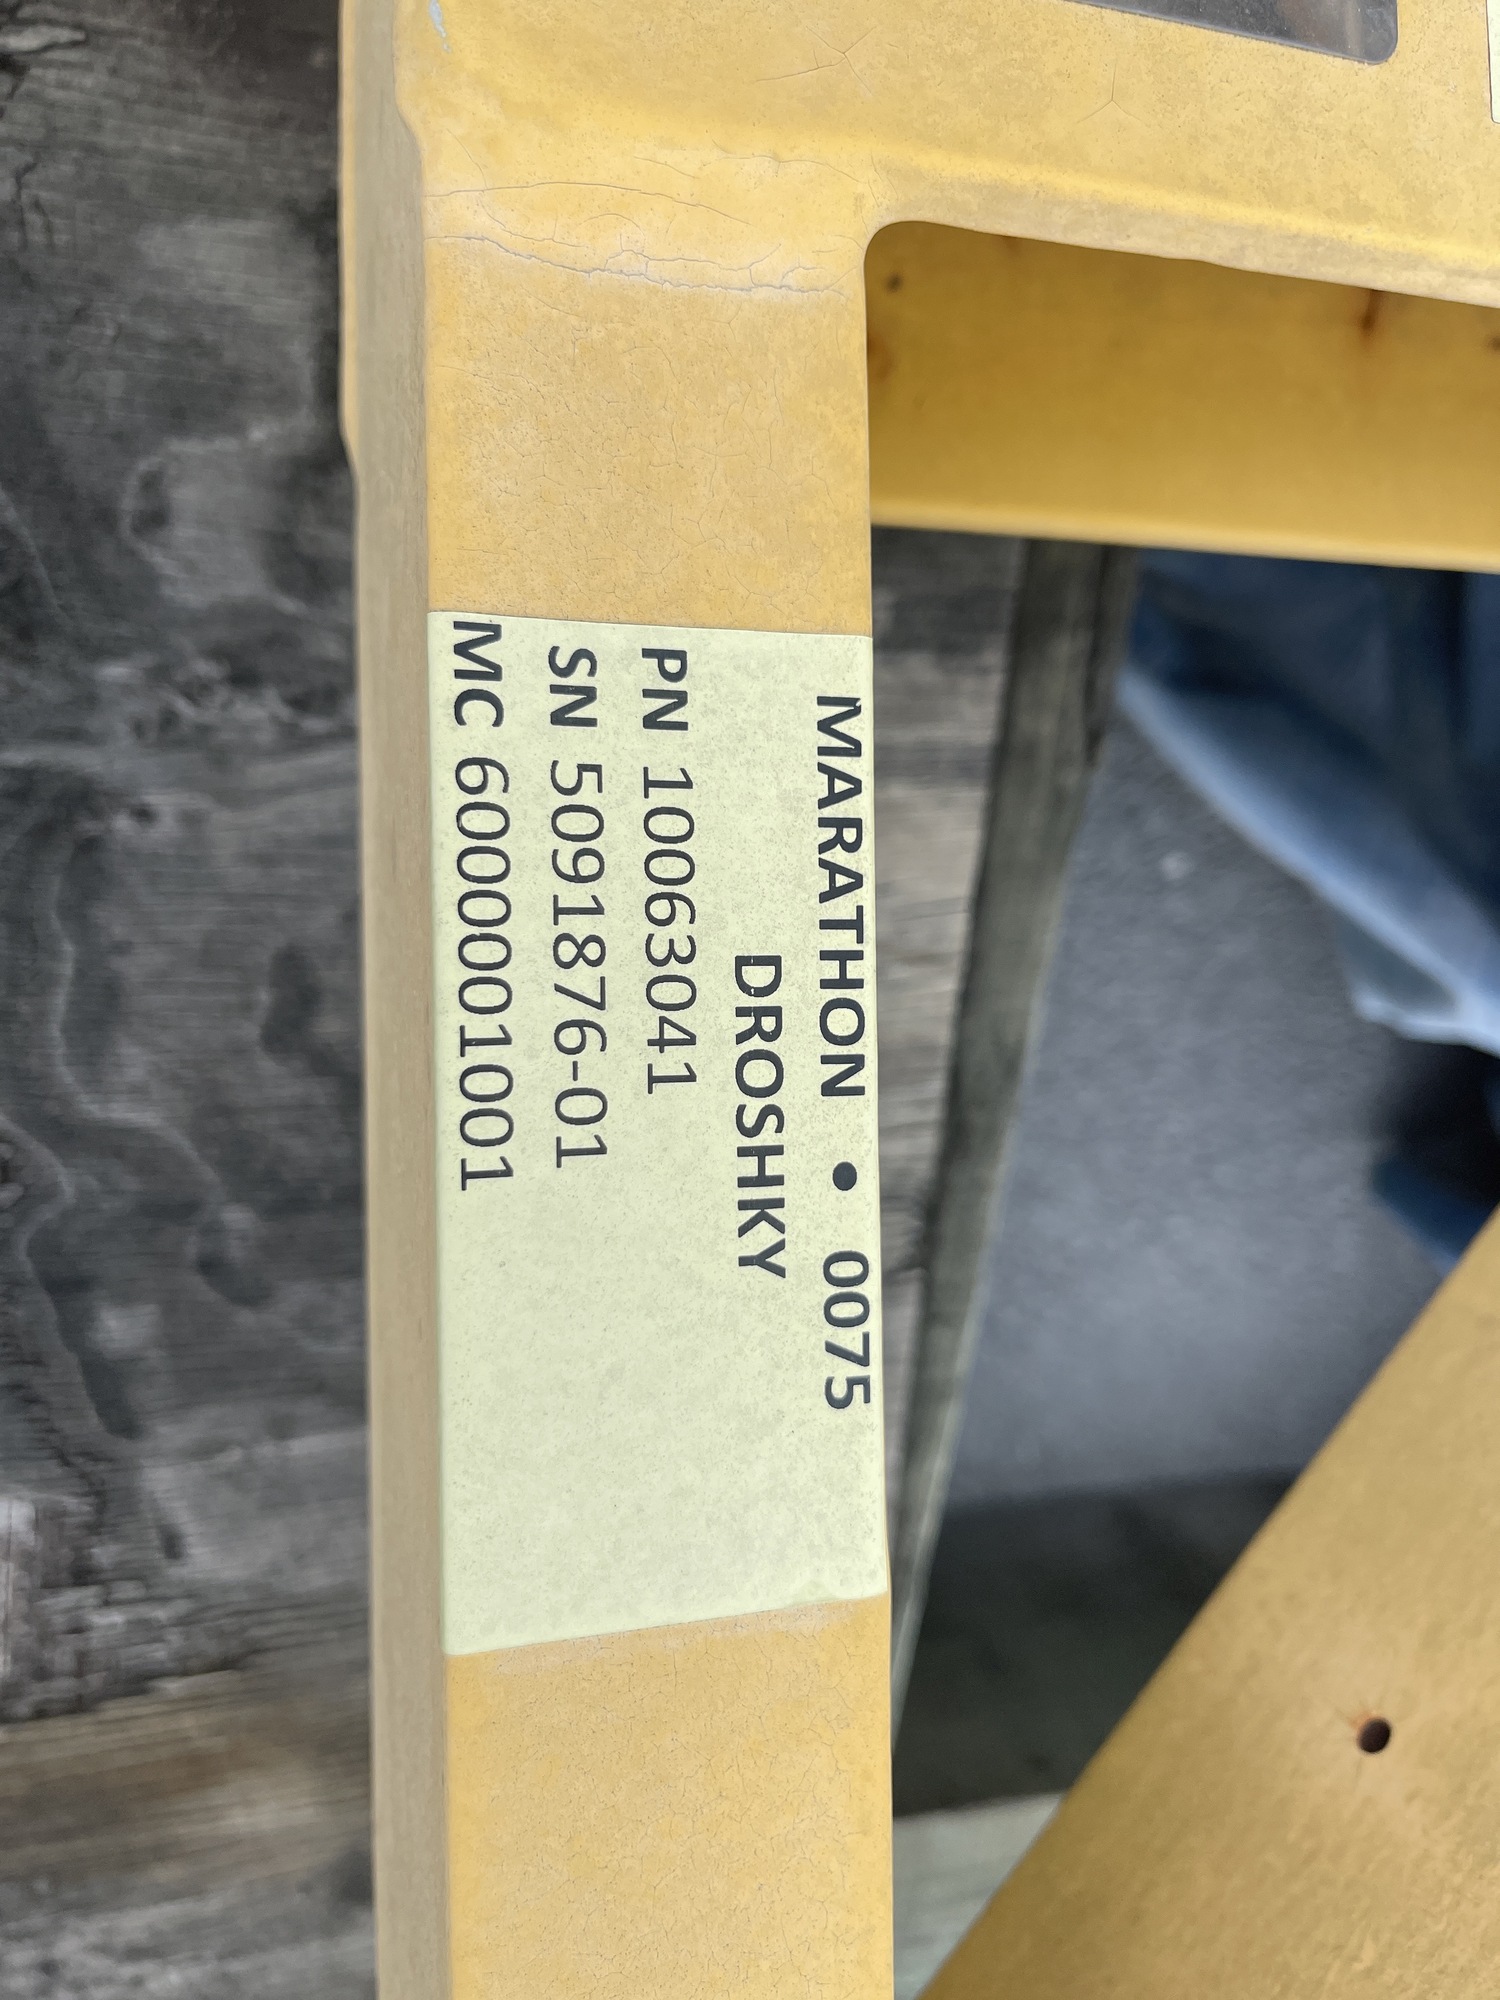 MARATHON • 0075
DROSHKY
PN 10063041
SN 5091876-01
MC 6000001001